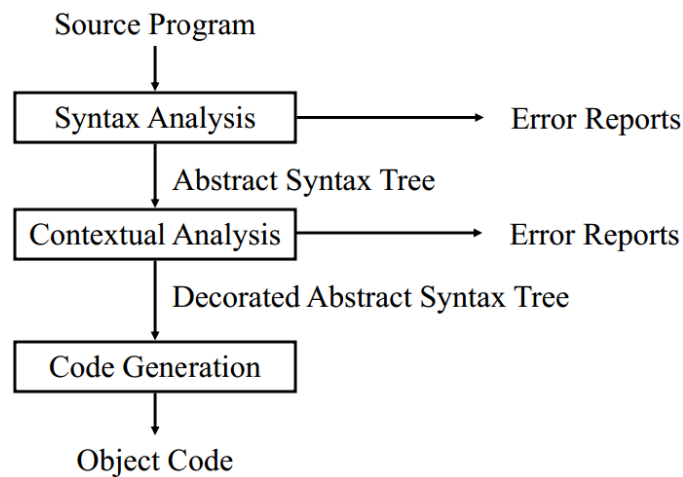 Source Program
Syntax Analysis
Error Reports
Abstract Syntax Tree
Contextual Analysis
Error Reports
Decorated Abstract Syntax Tree
Code Generation
Object Code